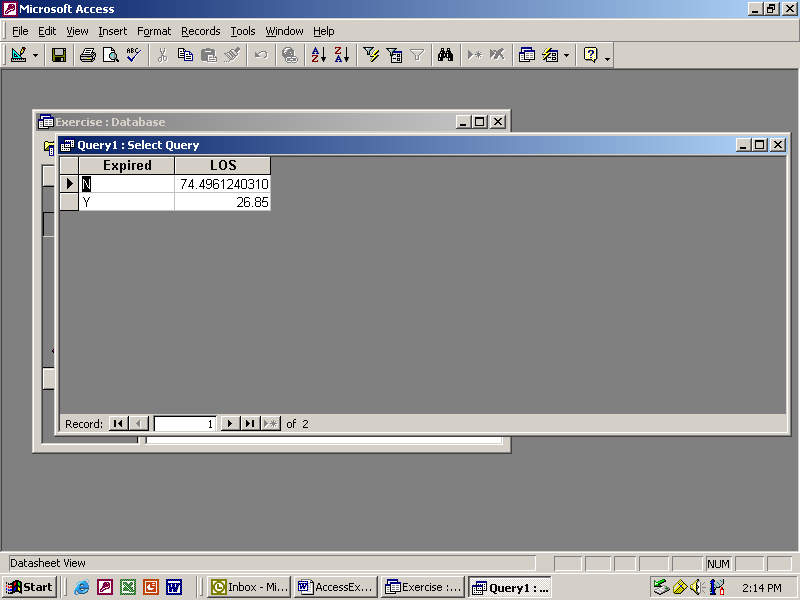 Microsoft Access
File Edit View Insert Format Records Tools Window Help
Exercise : Database
Query1 : Select Query
Expired LOS
N 74.4961240310
Y 26.85
Record: 1 of 2
Datasheet View NUM
Start Inbox - Mi... AccessEx... Exercise :... Query1 : ... 2:14 PM